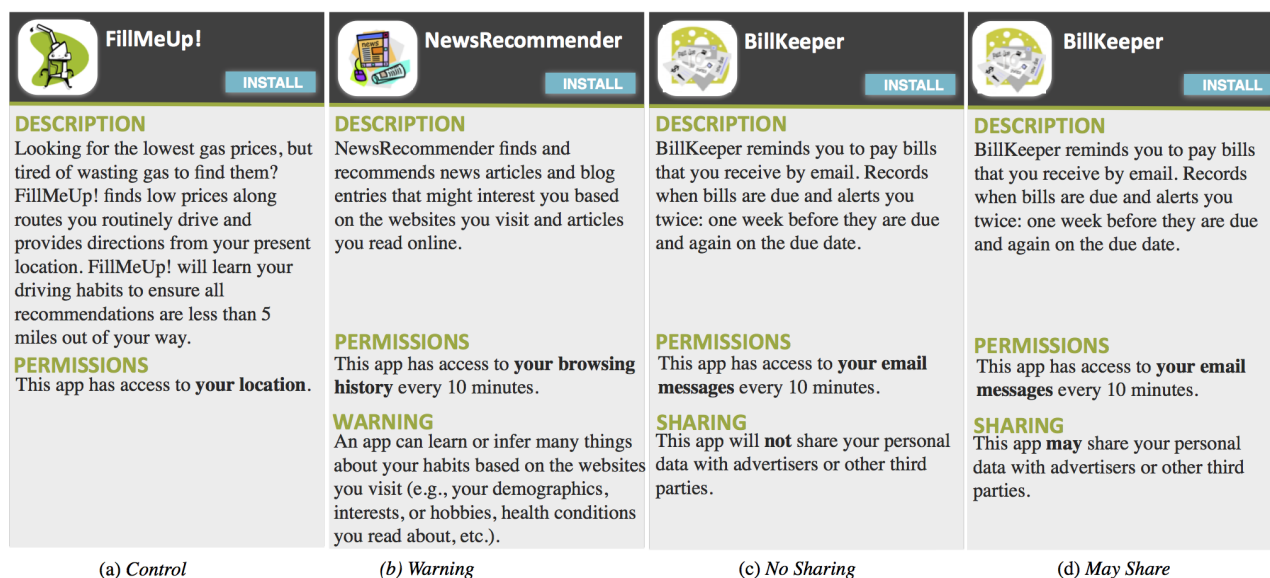 FillMeUp!
INSTALL
DESCRIPTION
Looking for the lowest gas prices, but
tired of wasting gas to find them?
FillMeUp! finds low prices along
routes you routinely drive and
provides directions from your present
location. FillMeUp! will learn your
driving habits to ensure all
recommendations are less than 5
miles out of your way.
PERMISSIONS
This app has access to your location.
(a) Control
NewsRecommender
INSTALL
news
DESCRIPTION
NewsRecommender finds and
recommends news articles and blog
entries that might interest you based
on the websites you visit and articles
you read online.
PERMISSIONS
This app has access to your browsing
history every 10 minutes.
WARNING
An app can learn or infer many things
about your habits based on the websites
you visit (e.g., your demographics,
interests, or hobbies, health conditions
you read about, etc.).
(b) Warning
BillKeeper
INSTALL
DESCRIPTION
BillKeeper reminds you to pay bills
that you receive by email. Records
when bills are due and alerts you
twice: one week before they are due
and again on the due date.
PERMISSIONS
This app has access to your email
messages every 10 minutes.
SHARING
This app will not share your personal
data with advertisers or other third
parties.
(c) No Sharing
BillKeeper
INSTALL
DESCRIPTION
BillKeeper reminds you to pay bills
that you receive by email. Records
when bills are due and alerts you
twice: one week before they are due
and again on the due date.
PERMISSIONS
This app has access to your email
messages every 10 minutes.
SHARING
This app may share your personal
data with advertisers or other third
parties.
(d) May Share